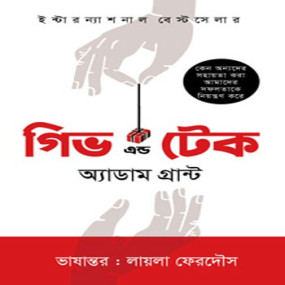 ইন্টারন্যাশনাল বেস্টসেলার
কেন অন্যদের
সহায়তা করা
আমাদের
সফলতাকে
নিয়ন্ত্রণ করে
গিভ এন্ড টেক
অ্যাডাম গ্রান্ট
ভাষান্তর : লায়লা ফেরদৌস